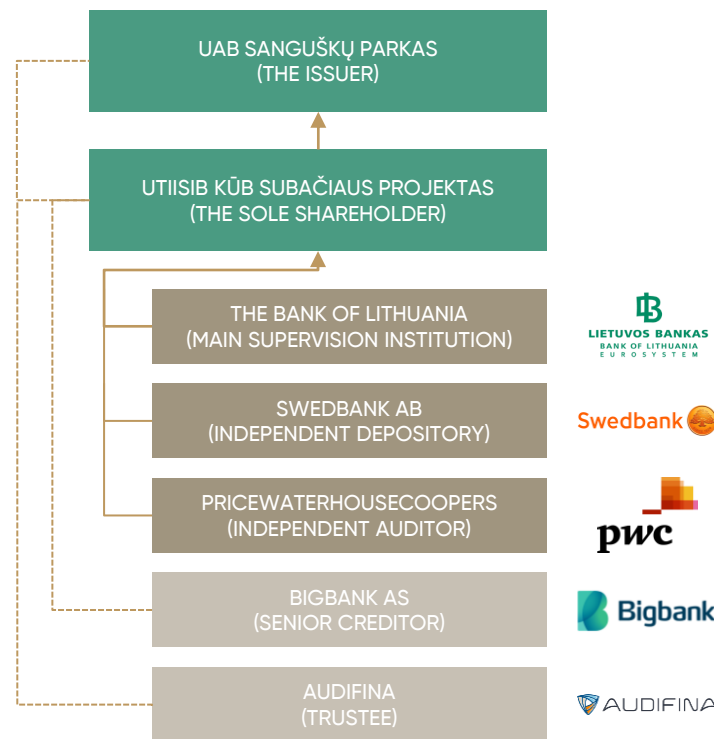 UAB SANGUŠKŲ PARKAS
(THE ISSUER)
UTIISIB KŪB SUBAČIAUS PROJEKTAS
(THE SOLE SHAREHOLDER)
THE BANK OF LITHUANIA
(MAIN SUPERVISION INSTITUTION)
LIETUVOS BANKAS
BANK OF LITHUANIA
EUROSYSTEM
SWEDBANK AB
(INDEPENDENT DEPOSITORY)
Swedbank
PRICEWATERHOUSECOOPERS
(INDEPENDENT AUDITOR)
pwc
BIGBANK AS
(SENIOR CREDITOR)
Bigbank
AUDIFINA
(TRUSTEE)
AUDIFINA